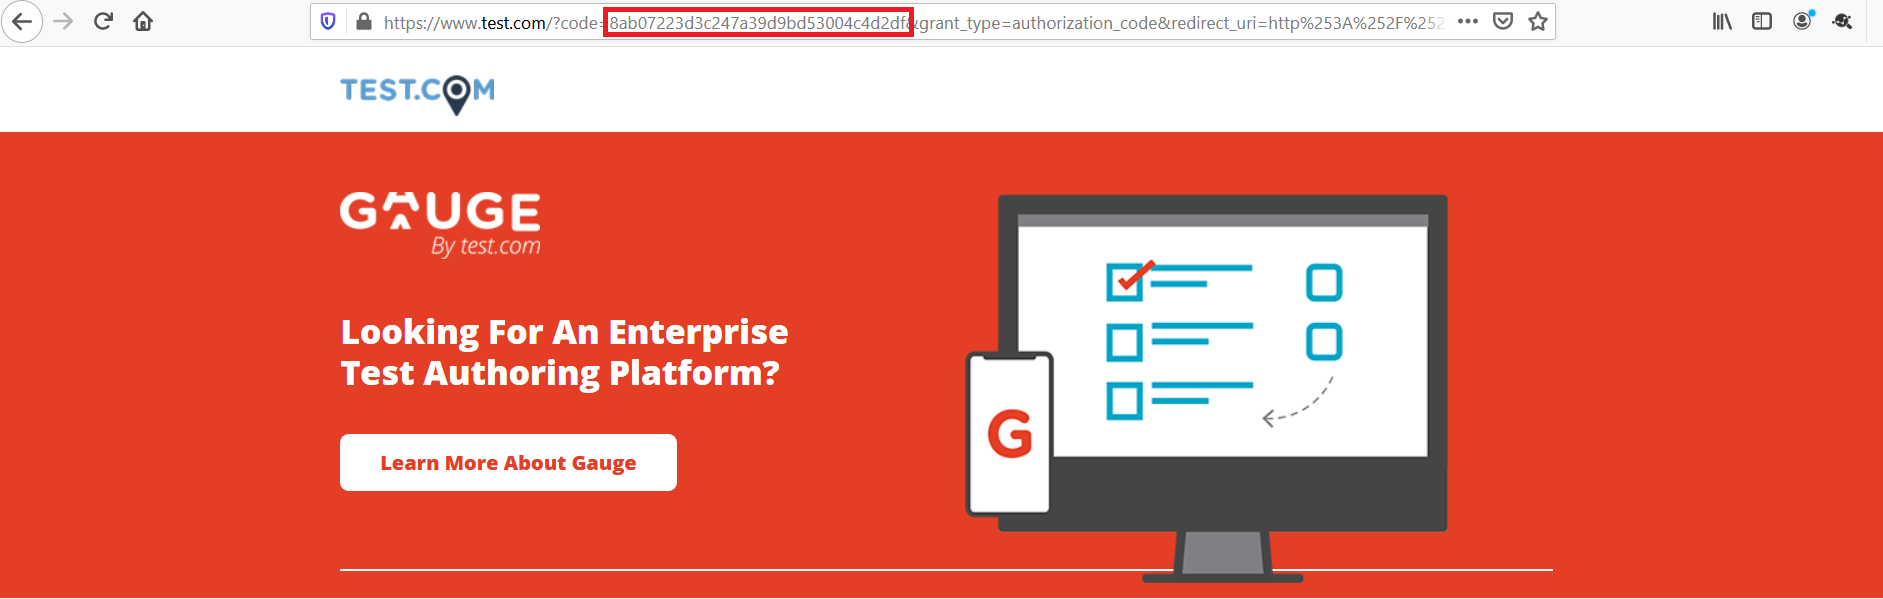 https://www.test.com/?code=8ab07223d3c247a39d9bd53004c4d2df&grant_type=authorization_code&redirect_uri=http%253A%252F%252
TEST.COM
GAUGE
By test.com
Looking For An Enterprise
Test Authoring Platform?
G
Learn More About Gauge